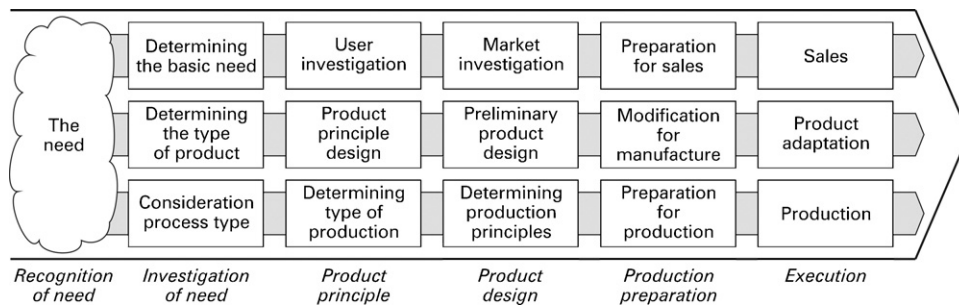 The
need
Determining
the basic need
User
investigation
Market
investigation
Preparation
for sales
Sales
Determining
the type
of product
Product
principle
design
Preliminary
product
design
Modification
for
manufacture
Product
adaptation
Consideration
process type
Determining
type of
production
Determining
production
principles
Preparation
for
production
Production
Recognition
of need
Investigation
of need
Product
principle
Product
design
Production
preparation
Execution